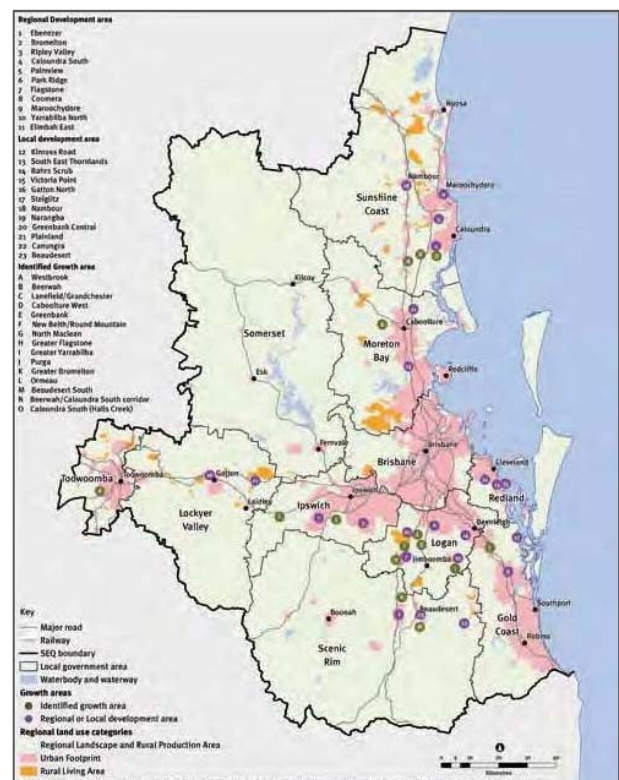 Regional Development area
1 Ebenezer
2 Bromelton
3 Ripley Valley
4 Caloundra South
5 Palmview
6 Park Ridge
7 Flagstone
8 Coomera
9 Maroochydore
10 Yarrabilba North
11 Elimbah East
Local development area
12 Kinross Road
13 South East Thornlands
14 Bahrs Scrub
15 Victoria Point
16 Gatton North
17 Steiglitz
18 Nambour
19 Narangba
20 Greenbank Central
21 Plainland
22 Canungra
23 Beaudesert
Identified Growth area
A Westbrook
B Beerwah
C Lanefield/Grandchester
D Caboolture West
E Greenbank
F New Beith/Round Mountain
G North Maclean
H Greater Flagstone
I Greater Yarrabilba
J Purga
K Greater Bromelton
L Ormeau
M Beaudesert South
N Beerwah/Caloundra South corridor
O Caloundra South (Halls Creek)
Noosa
Nambour
Maroochydore
Sunshine
Coast
Caloundra
Kilcoy
Caboolture
Somerset
Moreton
Bay
Esk
Redcliffe
Fernvale
Brisbane
Brisbane
Cleveland
Toowoomba
Toowoomba
Gatton
Ipswich
Redland
Laidley
Ipswich
Lockyer
Valley
Beenleigh
Logan
Jimboomba
Boonah
Beaudesert
Southport
Gold
Coast
Robina
Scenic
Rim
Key
Major road
Railway
SEQ boundary
Local government area
Waterbody and waterway
Growth areas
Identified growth area
Regional or Local development area
Regional land use categories
Regional Landscape and Rural Production Area
Urban Footprint
Rural Living Area
Kilometres